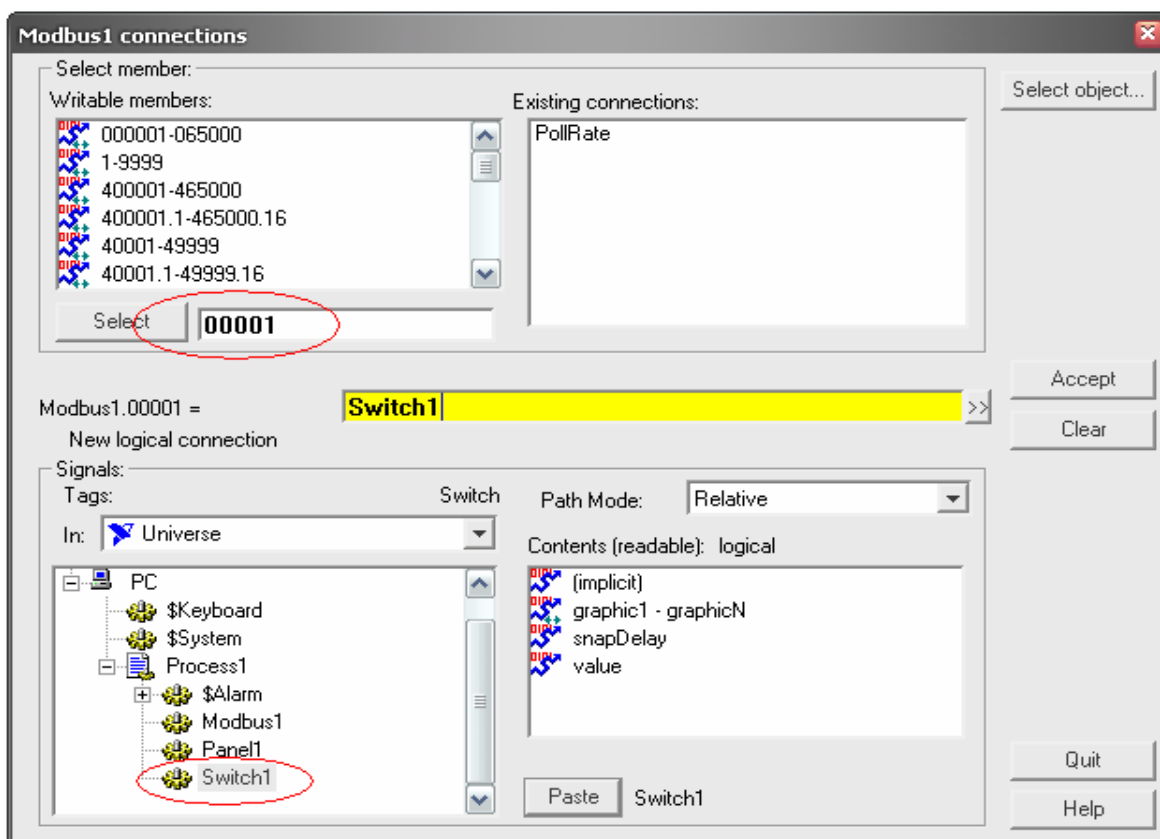 Modbus1 connections
Select member:
Writable members:
000001-065000
1-9999
400001-465000
400001.1-465000.16
40001-49999
40001.1-49999.16
Select
00001
Existing connections:
PollRate
Select object...
Modbus1.00001 =
Switch1
>>
New logical connection
Accept
Clear
Signals:
Tags:
Switch
In:
Universe
PC
$Keyboard
$System
Process1
$Alarm
Modbus1
Panel1
Switch1
Path Mode:
Relative
Contents (readable): logical
(implicit)
graphic1 - graphicN
snapDelay
value
Paste
Switch1
Quit
Help